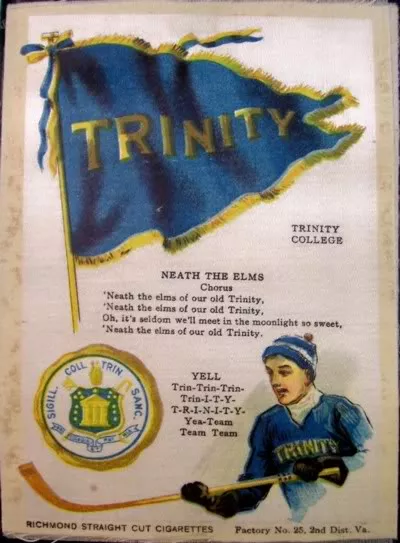 TRINITY
TRINITY
COLLEGE
NEATH THE ELMS
Chorus
'Neath the elms of our old Trinity,
'Neath the elms of our old Trinity,
Oh, it's seldom we'll meet in the moonlight so sweet,
'Neath the elms of our old Trinity.
SIGILL. COLL TRIN. SANC
YELL
Trin-Trin-Trin-
Trin-I-T-Y-
T-R-I-N-I-T-Y-
Yea-Team
Team Team
TRINITY
RICHMOND STRAIGHT CUT CIGARETTES
Factory No. 25, 2nd Dist. Va.